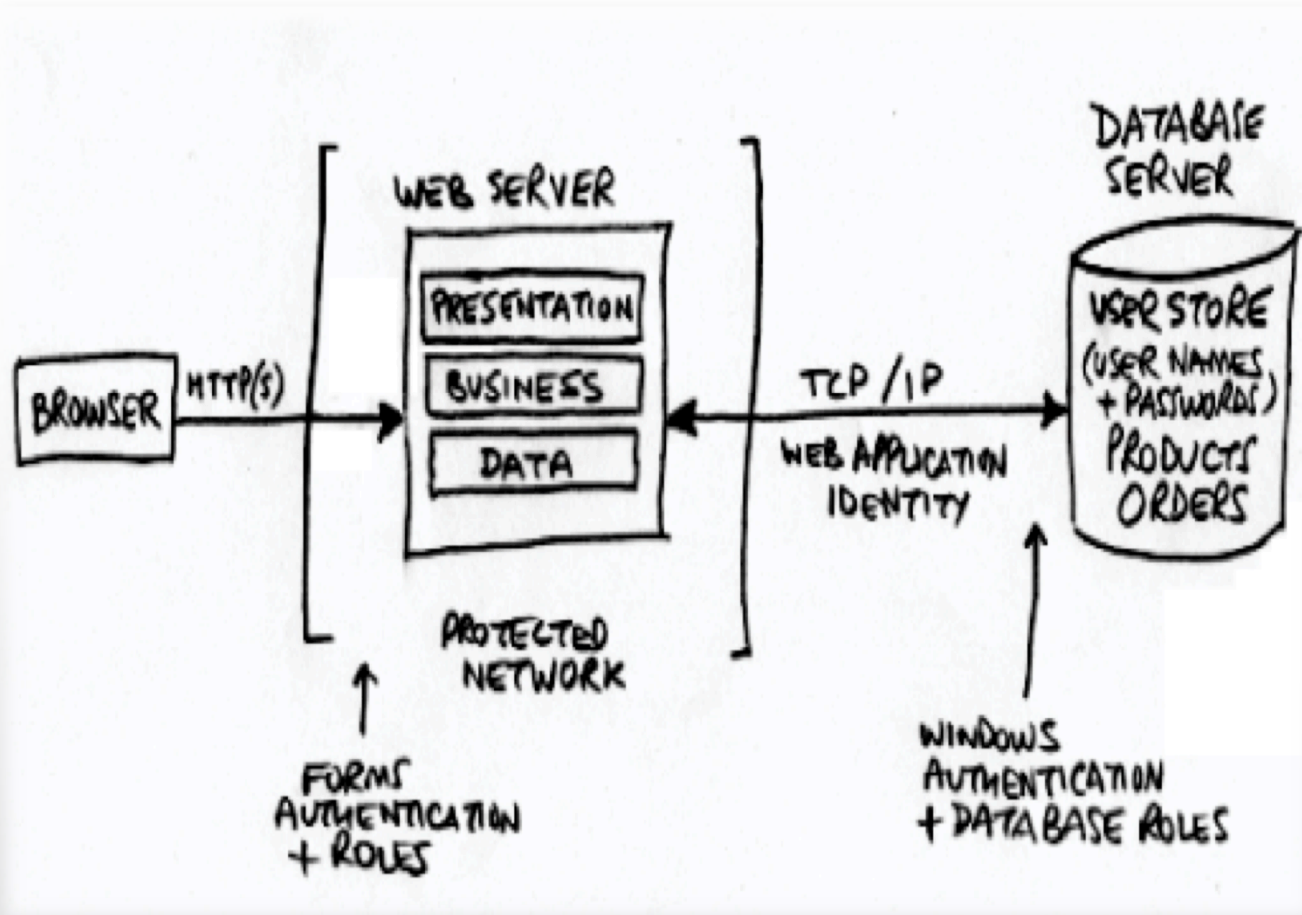 DATABASE
SERVER
WEB SERVER
PRESENTATION
BUSINESS
DATA
BROWSER
HTTP(S)
TCP/IP
WEB APPLICATION
IDENTITY
USER STORE
(USER NAMES
+ PASSWORDS)
PRODUCTS
ORDERS
PROTECTED
NETWORK
FORMS
AUTHENTICATION
+ ROLES
WINDOWS
AUTHENTICATION
+ DATABASE ROLES